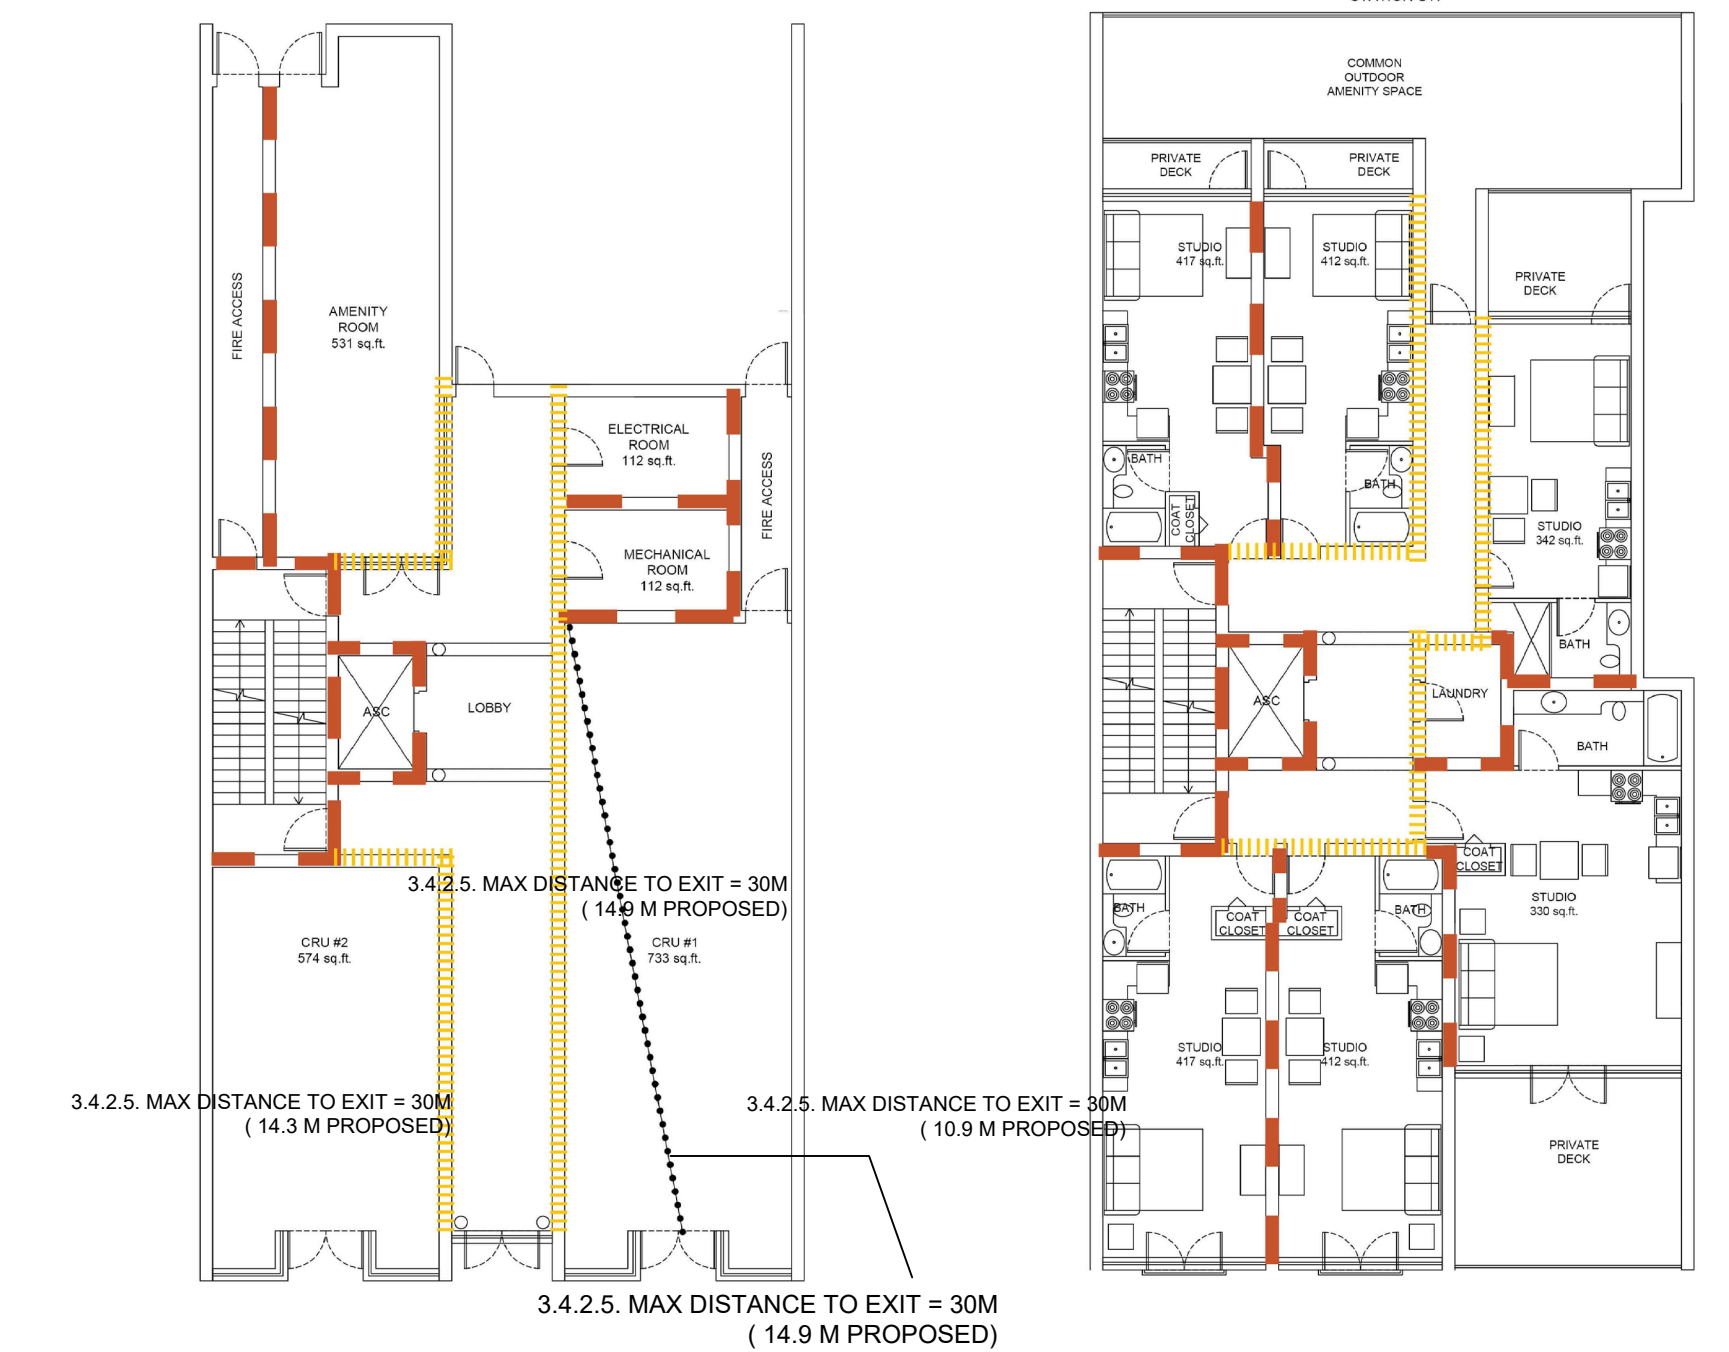 FIRE ACCESS
AMENITY
ROOM
531 sq.ft.
ELECTRICAL
ROOM
112 sq.ft.
MECHANICAL
ROOM
112 sq.ft.
FIRE ACCESS
ASC
LOBBY
3.4.2.5. MAX DISTANCE TO EXIT = 30M
( 14.9 M PROPOSED)
CRU #2
574 sq.ft.
CRU #1
733 sq.ft.
3.4.2.5. MAX DISTANCE TO EXIT = 30M
( 14.3 M PROPOSED)
3.4.2.5. MAX DISTANCE TO EXIT = 30M
( 14.9 M PROPOSED)
COMMON
OUTDOOR
AMENITY SPACE
PRIVATE
DECK
PRIVATE
DECK
STUDIO
417 sq.ft.
STUDIO
412 sq.ft.
PRIVATE
DECK
BATH
COAT
CLOSET
BATH
STUDIO
342 sq.ft.
BATH
ASC
LAUNDRY
BATH
COAT
CLOSET
BATH
COAT
CLOSET
COAT
CLOSET
BATH
STUDIO
330 sq.ft.
STUDIO
417 sq.ft.
STUDIO
412 sq.ft.
3.4.2.5. MAX DISTANCE TO EXIT = 30M
( 10.9 M PROPOSED)
PRIVATE
DECK